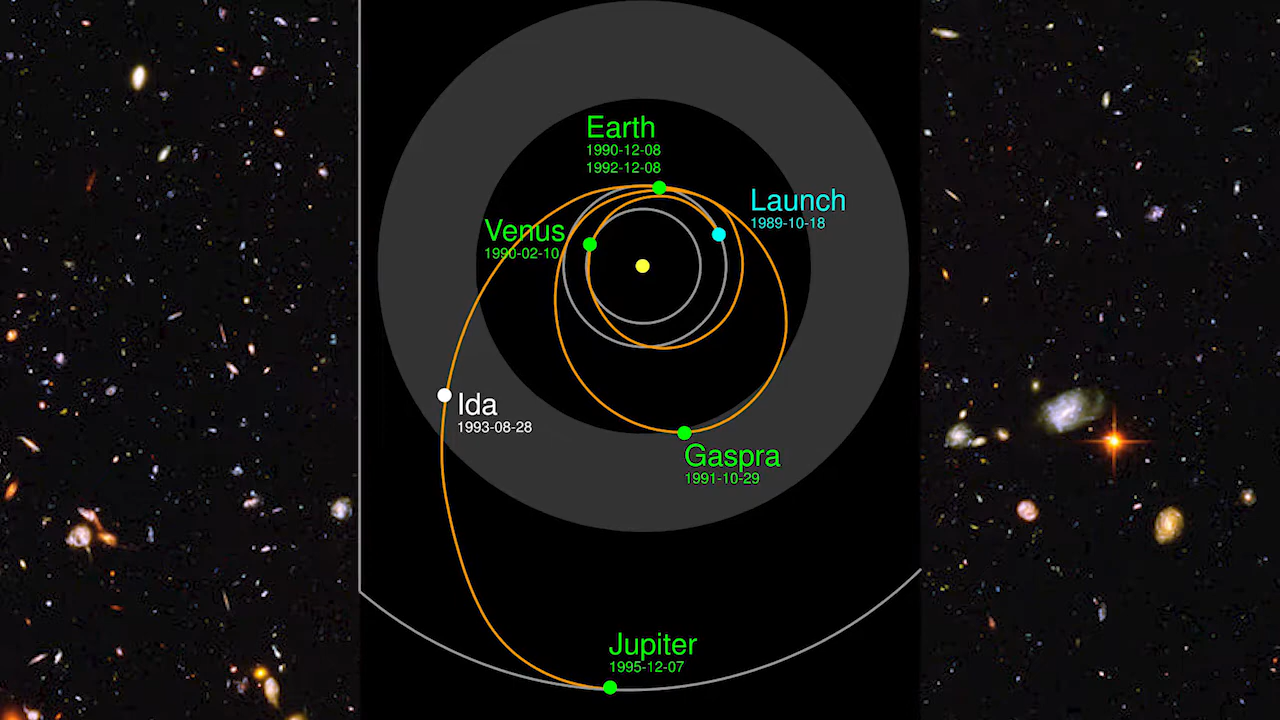 Earth
1990-12-08
1992-12-08
Launch
1989-10-18
Venus
1990-02-10
Ida
1993-08-28
Gaspra
1991-10-29
Jupiter
1995-12-07